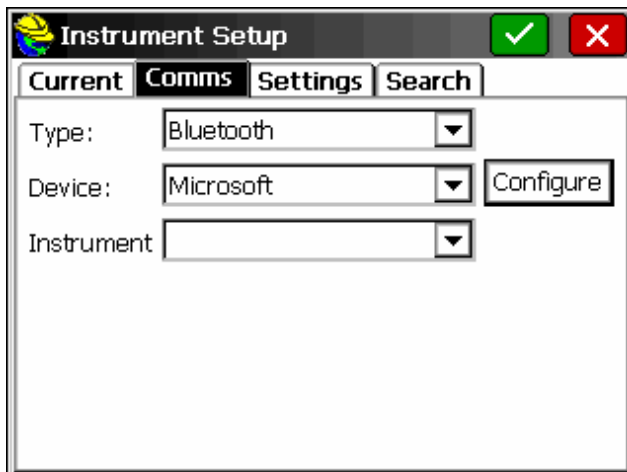 Instrument Setup
Current Comms Settings Search
Type: Bluetooth
Device: Microsoft Configure
Instrument